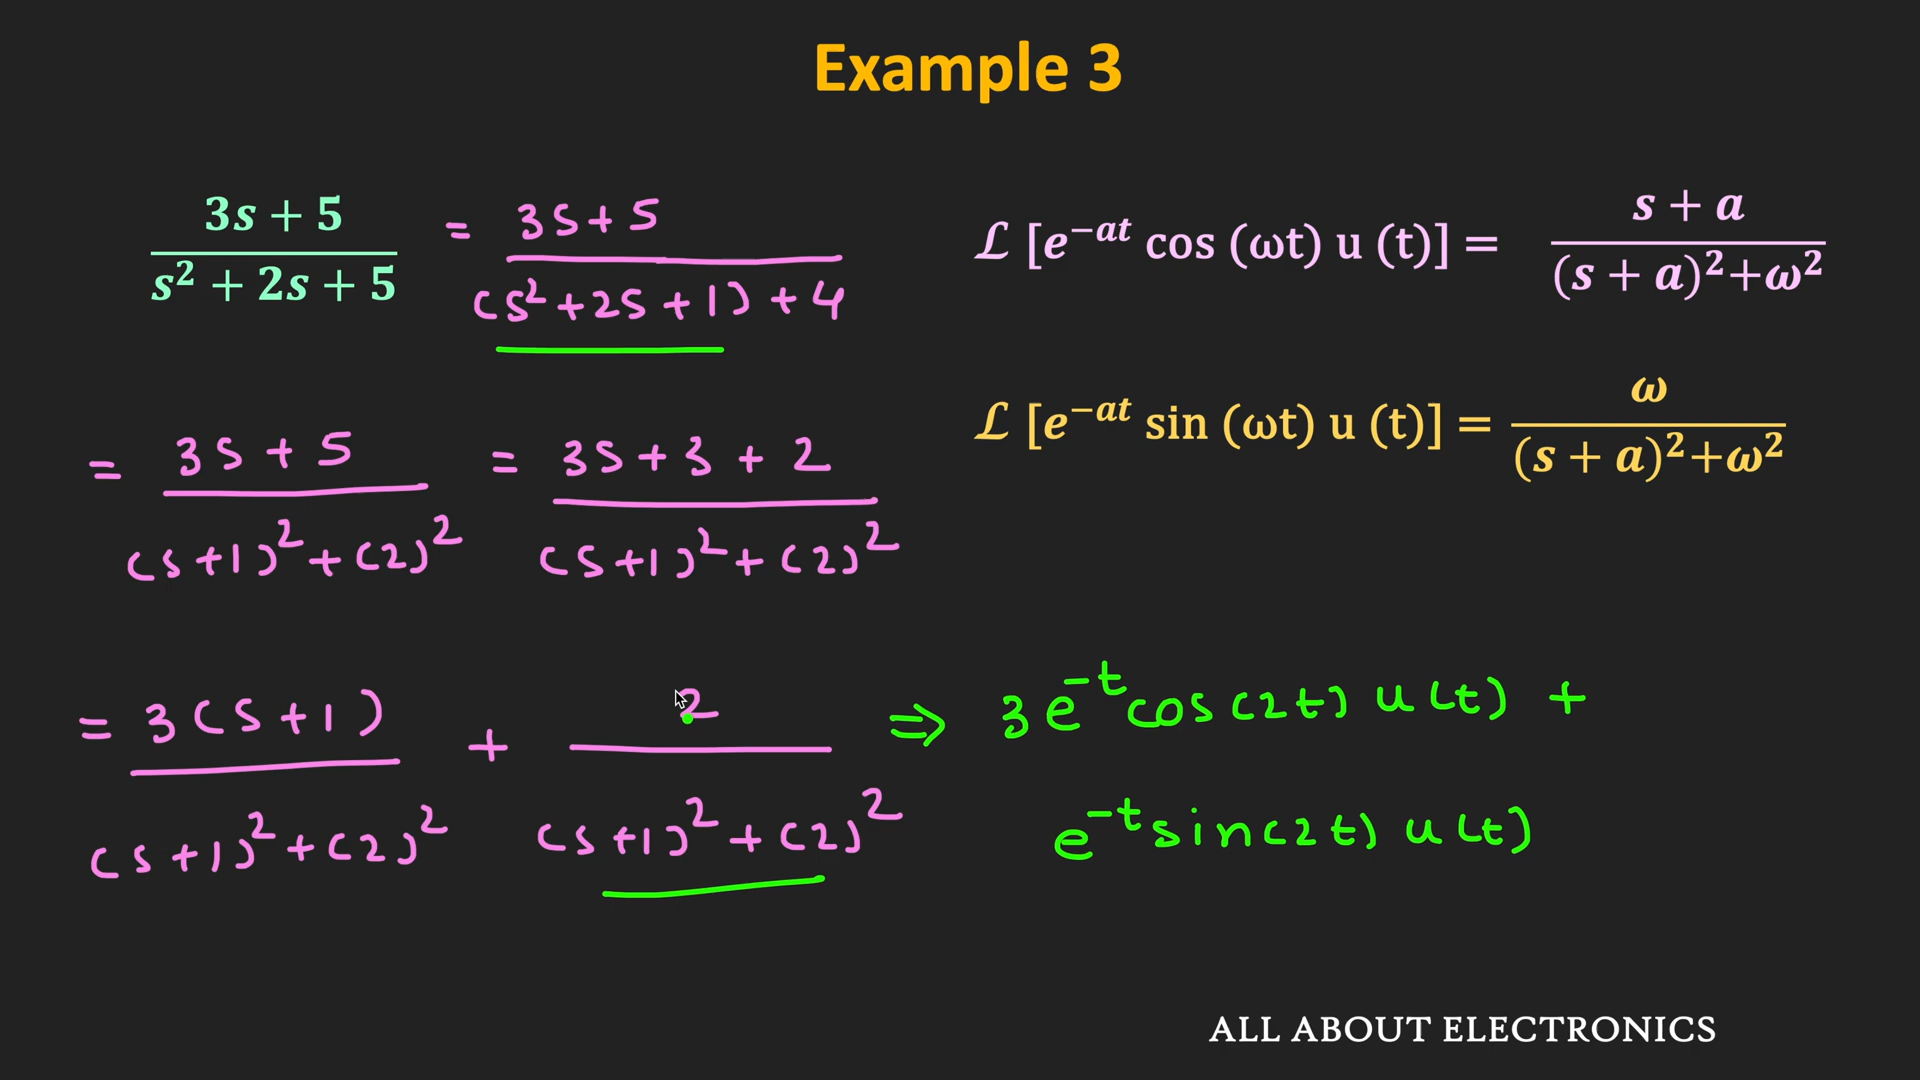 Example 3
3s + 5 / s² + 2s + 5 = 3s + 5 / (s² + 2s + 1) + 4
ℒ [e⁻ᵃᵗ cos (ωt) u (t)] = s + a / (s + a)²+ω²
ℒ [e⁻ᵃᵗ sin (ωt) u (t)] = ω / (s + a)²+ω²
= 3s + 5 / (s+1)² + (2)² = 3s + 3 + 2 / (s+1)² + (2)²
= 3(s+1) / (s+1)² + (2)² + 2 / (s+1)² + (2)² ⇒ 3e⁻ᵗ cos(2t) u(t) +
e⁻ᵗ sin(2t) u(t)
ALL ABOUT ELECTRONICS